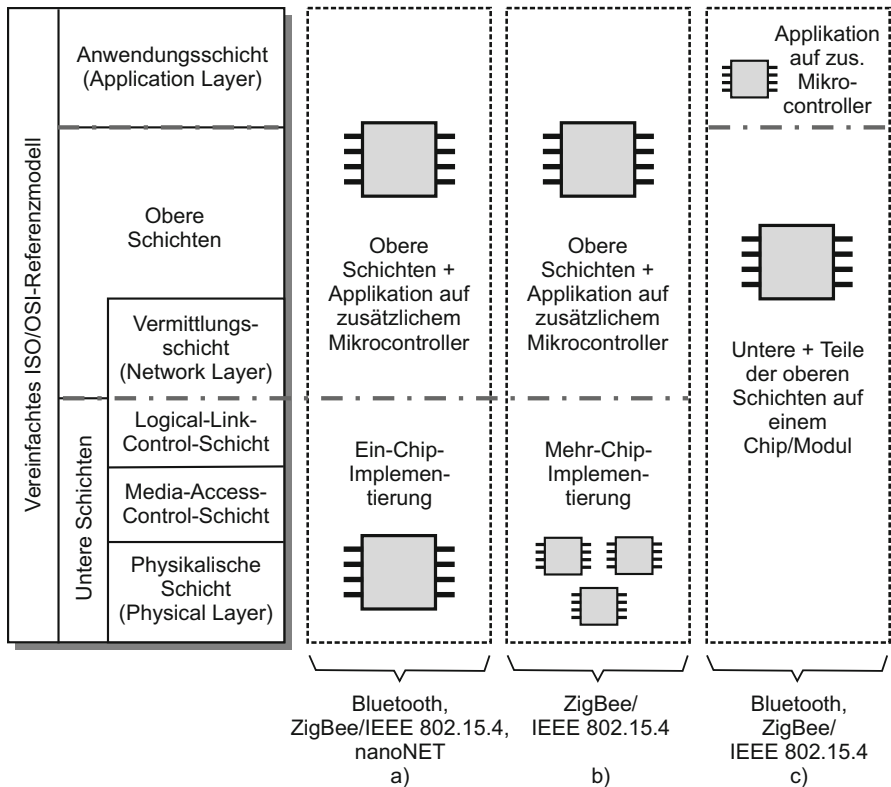 Vereinfachtes ISO/OSI-Referenzmodell
Anwendungsschicht
(Application Layer)
Obere
Schichten
Vermittlungs-
schicht
(Network Layer)
Untere Schichten
Logical-Link-
Control-Schicht
Media-Access-
Control-Schicht
Physikalische
Schicht
(Physical Layer)
Obere
Schichten +
Applikation auf
zusätzlichem
Mikrocontroller
Ein-Chip-
Implemen-
tierung
Bluetooth,
ZigBee/IEEE 802.15.4,
nanoNET
a)
Obere
Schichten +
Applikation auf
zusätzlichem
Mikrocontroller
Mehr-Chip-
Implemen-
tierung
ZigBee/
IEEE 802.15.4
b)
Applikation
auf zus.
Mikro-
controller
Untere + Teile
der oberen
Schichten auf
einem
Chip/Modul
Bluetooth,
ZigBee/
IEEE 802.15.4
c)